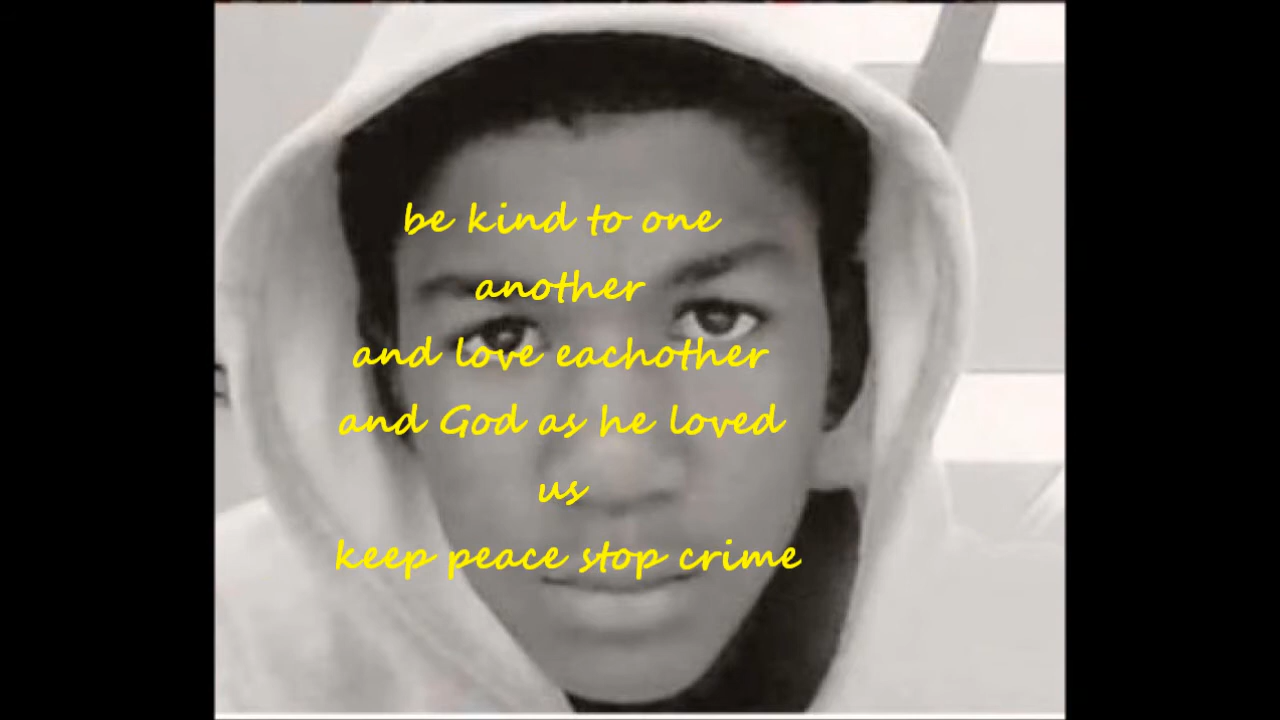 be kind to one
another
and love eachother
and God as he loved
us
keep peace stop crime